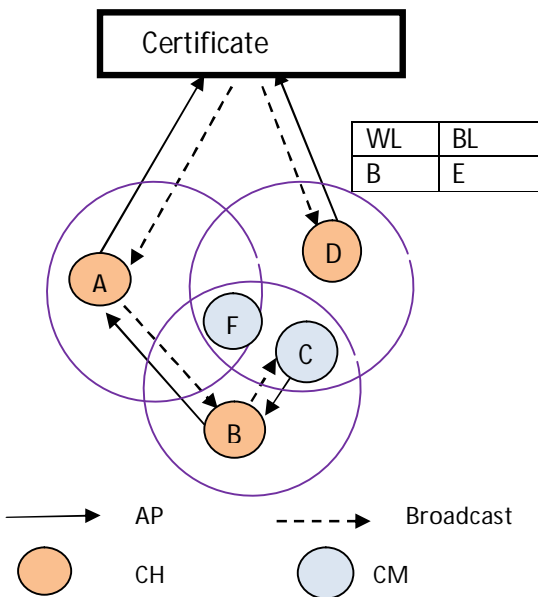 Certificate
WL BL
B E
D
A
F
C
B
AP Broadcast
CH CM